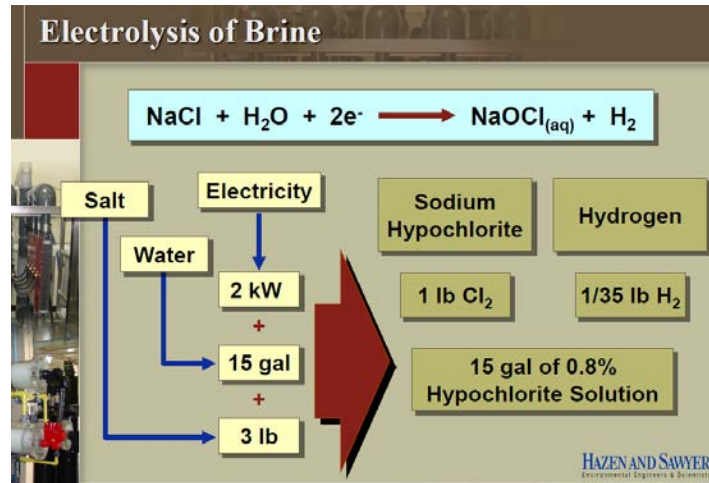 Electrolysis of Brine
NaCl + H₂O + 2e⁻ → NaOCl₍aq₎ + H₂
Salt
Electricity
Water
2 kW
+
15 gal
+
3 lb
Sodium
Hypochlorite
Hydrogen
1 lb Cl₂
1/35 lb H₂
15 gal of 0.8%
Hypochlorite Solution
HAZEN AND SAWYER
Environmental Engineers & Scientists